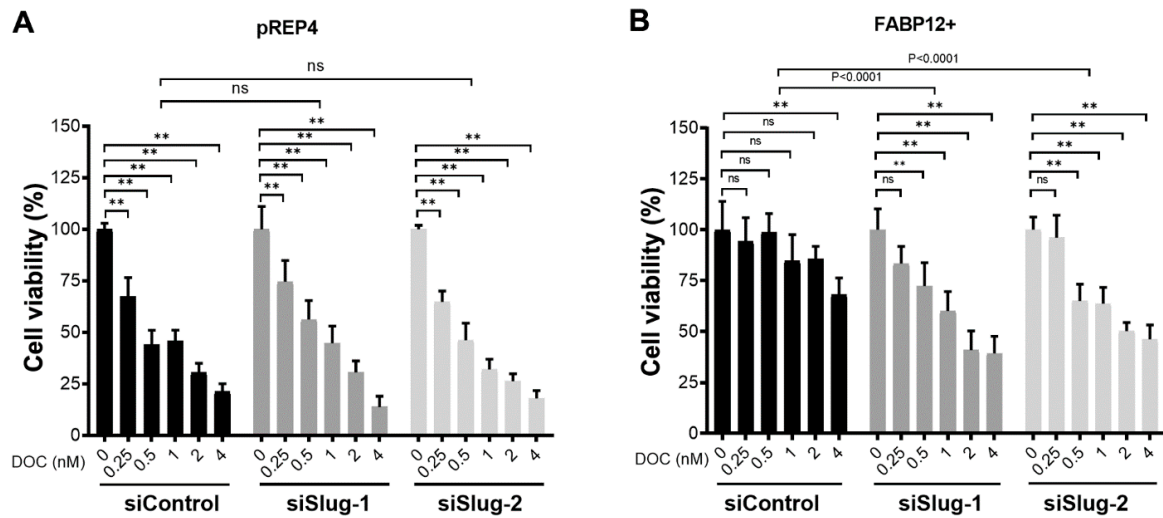 A
pREP4
ns
ns
** ** **
** ** **
** ** **
** ** **
** ** **
Cell viability (%)
150
125
100
75
50
25
0
DOC (nM)
0 0.25 0.5 1 2 4 0 0.25 0.5 1 2 4 0 0.25 0.5 1 2 4
siControl siSlug-1 siSlug-2
B
FABP12+
P<0.0001
P<0.0001
** ** **
ns ** **
ns ** **
ns ** **
ns ns ns
Cell viability (%)
150
125
100
75
50
25
0
DOC (nM)
0 0.25 0.5 1 2 4 0 0.25 0.5 1 2 4 0 0.25 0.5 1 2 4
siControl siSlug-1 siSlug-2